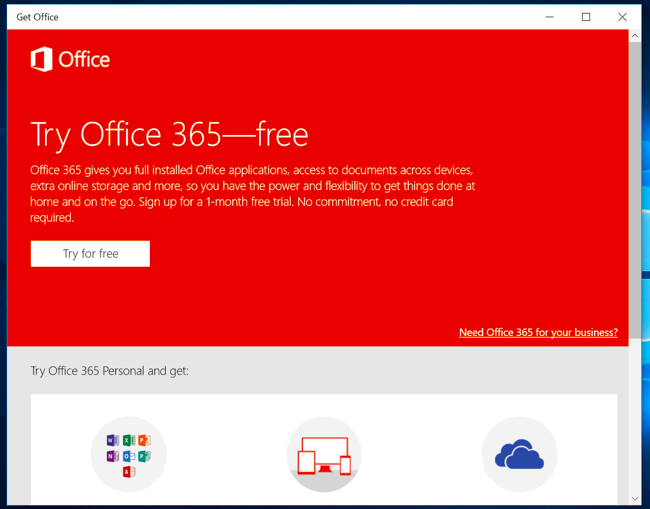 Get Office
Office
Try Office 365—free
Office 365 gives you full installed Office applications, access to documents across devices,
extra online storage and more, so you have the power and flexibility to get things done at
home and on the go. Sign up for a 1-month free trial. No commitment, no credit card
required.
Try for free
Need Office 365 for your business?
Try Office 365 Personal and get:
W X P
N O P
A